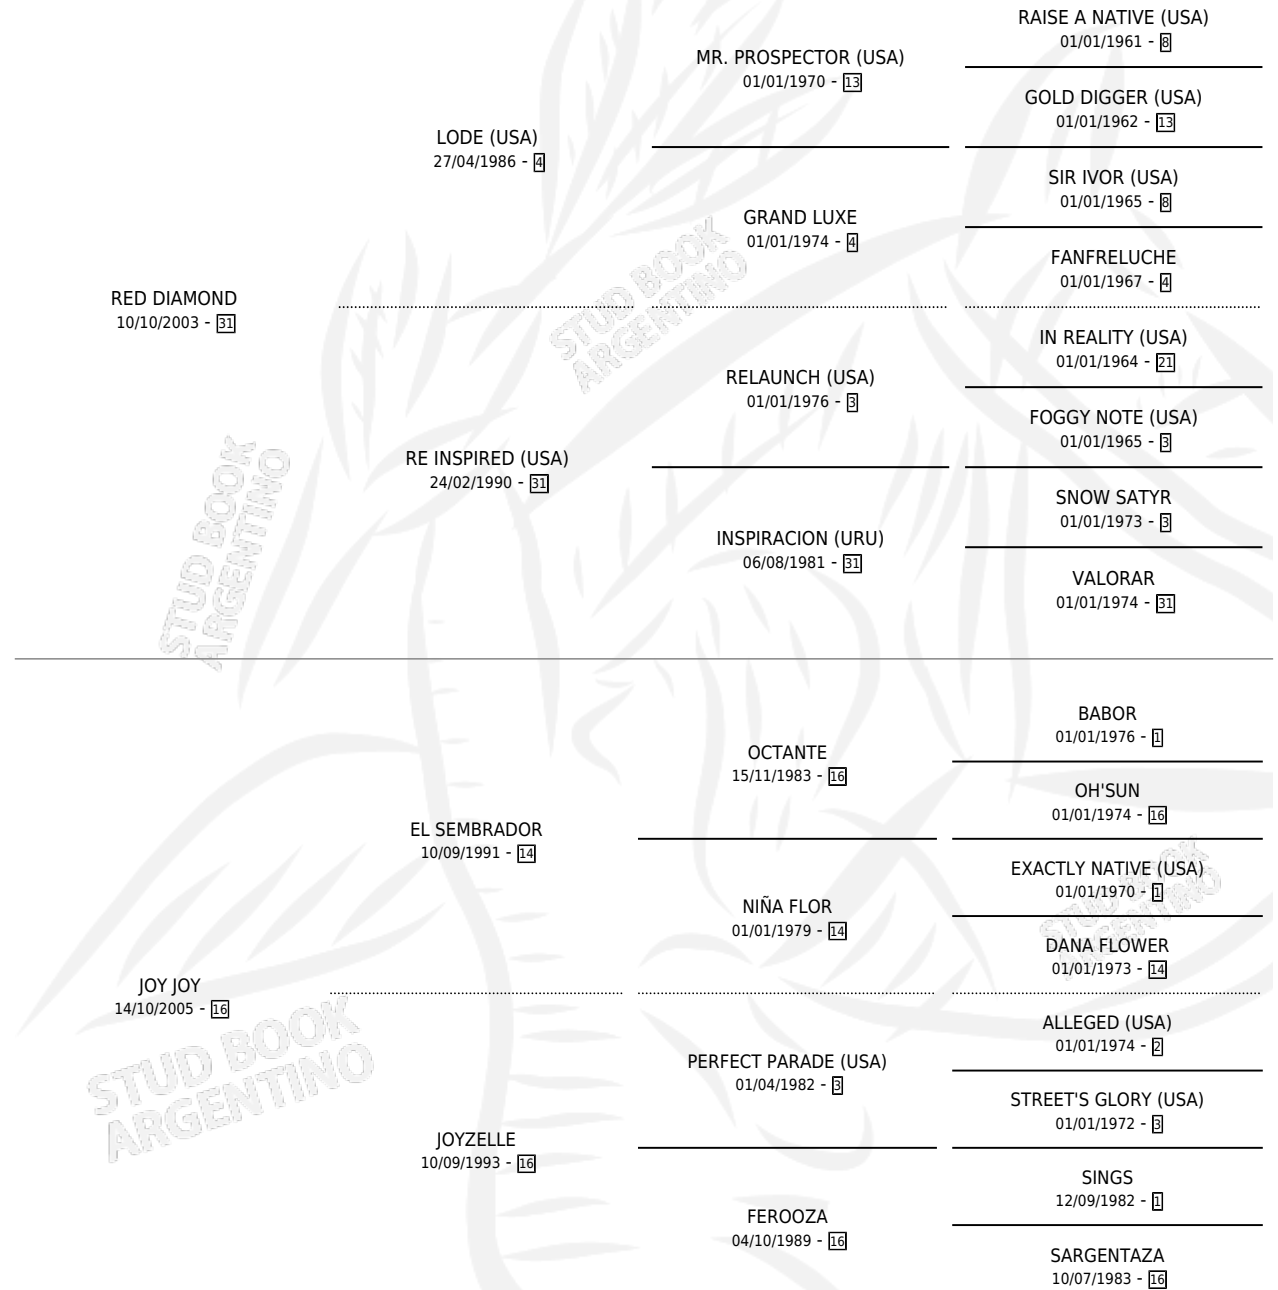 RAISE A NATIVE (USA)
01/01/1961 - 8
MR. PROSPECTOR (USA)
01/01/1970 - 13
GOLD DIGGER (USA)
01/01/1962 - 13
LODE (USA)
27/04/1986 - 4
SIR IVOR (USA)
01/01/1965 - 8
GRAND LUXE
01/01/1974 - 4
FANFRELUCHE
01/01/1967 - 4
RED DIAMOND
10/10/2003 - 31
IN REALITY (USA)
01/01/1964 - 21
RELAUNCH (USA)
01/01/1976 - 3
FOGGY NOTE (USA)
01/01/1965 - 3
RE INSPIRED (USA)
24/02/1990 - 31
SNOW SATYR
01/01/1973 - 3
INSPIRACION (URU)
06/08/1981 - 31
VALORAR
01/01/1974 - 31
STUD BOOK
ARGENTINO
STUD BOOK
ARGENTINO
BABOR
01/01/1976 - 1
OCTANTE
15/11/1983 - 16
OH'SUN
01/01/1974 - 16
EL SEMBRADOR
10/09/1991 - 14
EXACTLY NATIVE (USA)
01/01/1970 - 1
NIÑA FLOR
01/01/1979 - 14
DANA FLOWER
01/01/1973 - 14
STUD BOOK
ARGENTINO
JOY JOY
14/10/2005 - 16
ALLEGED (USA)
01/01/1974 - 2
PERFECT PARADE (USA)
01/04/1982 - 3
STREET'S GLORY (USA)
01/01/1972 - 3
JOYZELLE
10/09/1993 - 16
SINGS
12/09/1982 - 1
FEROOZA
04/10/1989 - 16
SARGENTAZA
10/07/1983 - 16
STUD BOOK
ARGENTINO